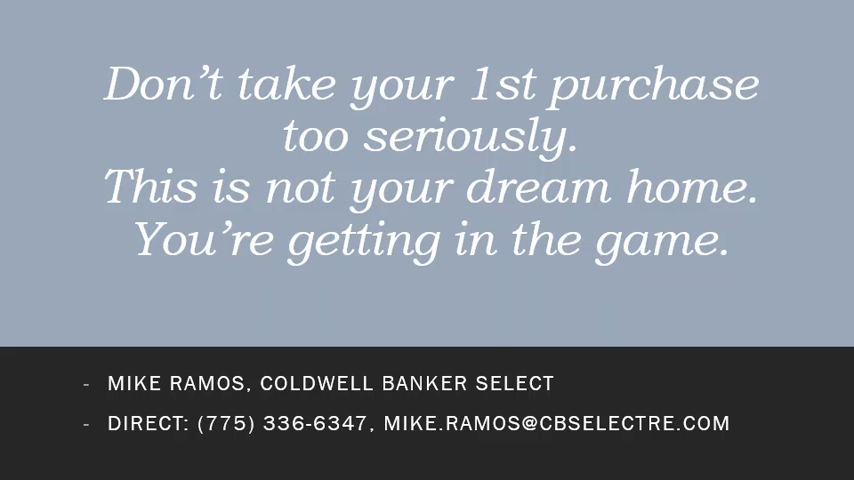 Don’t take your 1st purchase
too seriously.
This is not your dream home.
You’re getting in the game.
- MIKE RAMOS, COLDWELL BANKER SELECT
- DIRECT: (775) 336-6347, MIKE.RAMOS@CBSELECTRE.COM